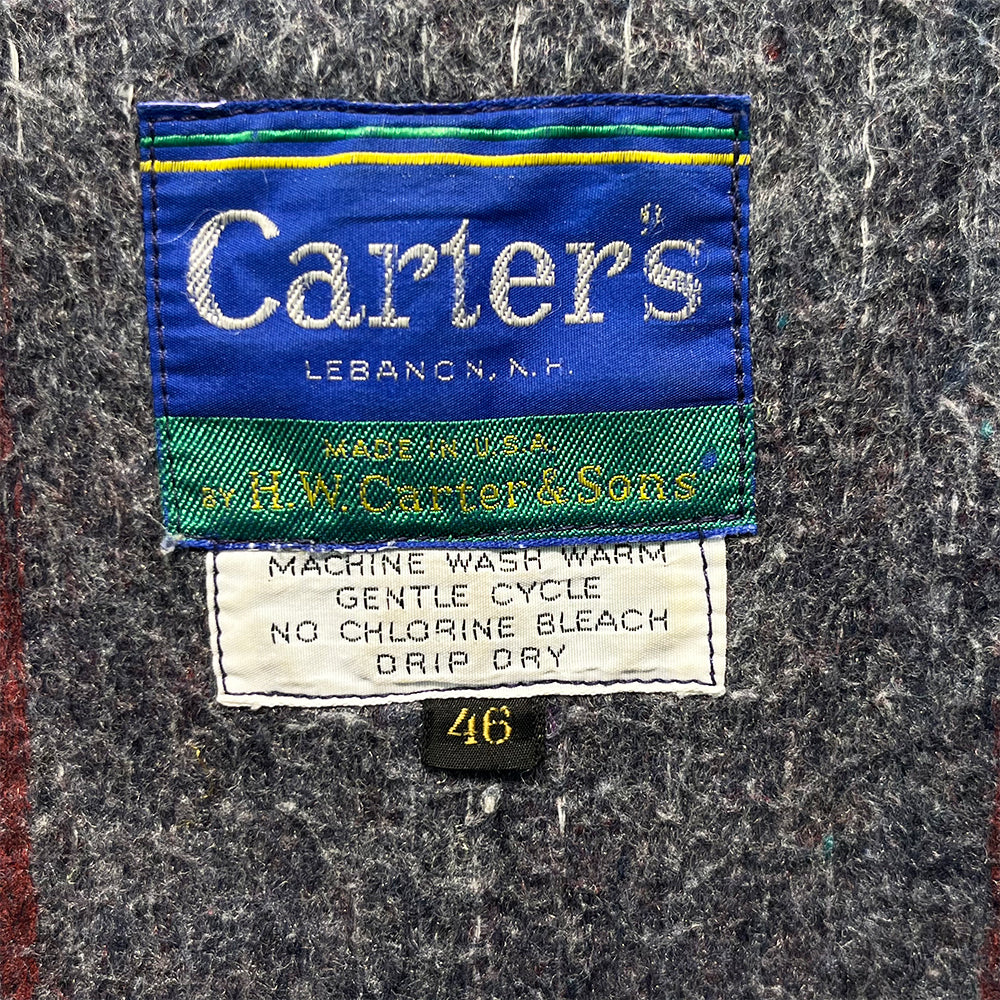 Carter's
LEBANON, N.H.
MADE IN U.S.A.
BY H.W. Carter & Sons
MACHINE WASH WARM
GENTLE CYCLE
NO CHLORINE BLEACH
DRIP DRY
46